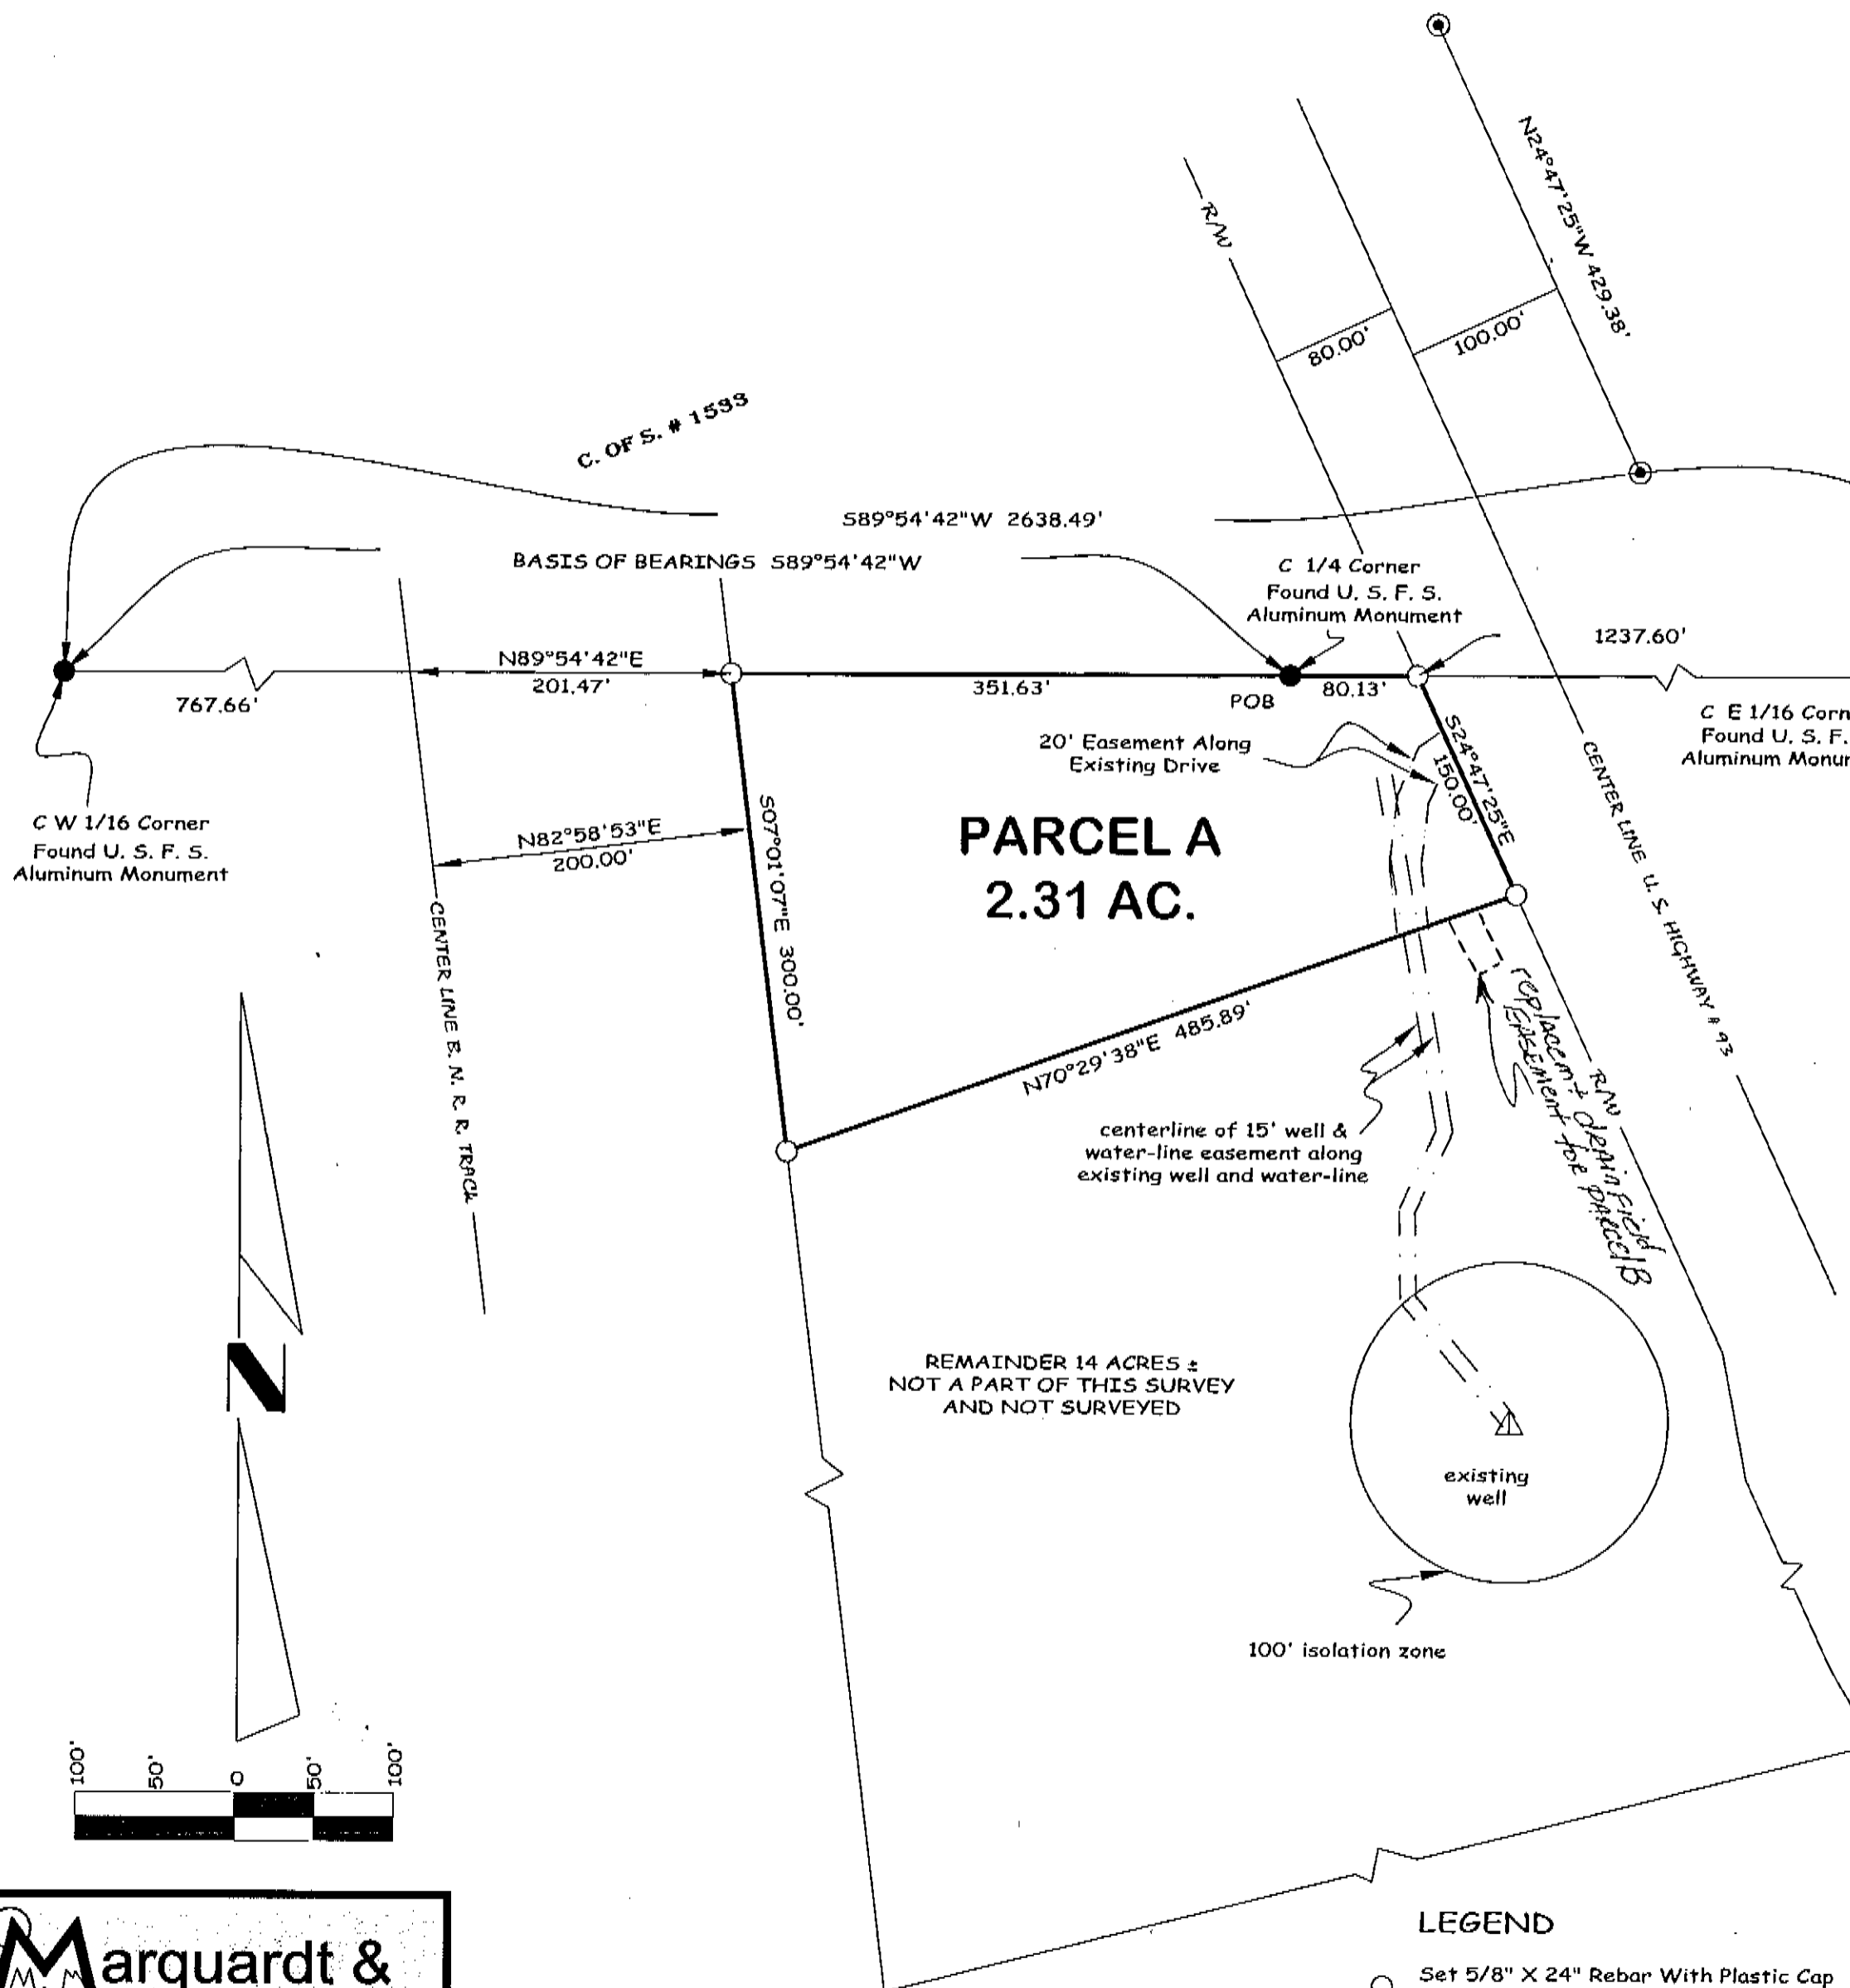 N24°47'25"W 429.38'
R/W
80.00'
100.00'
C. OF S. # 1533
S89°54'42"W 2638.49'
BASIS OF BEARINGS S89°54'42"W
C 1/4 Corner
Found U. S. F. S.
Aluminum Monument
1237.60'
N89°54'42"E
201.47'
767.66'
351.63'
POB
80.13'
C E 1/16 Corn
Found U. S. F.
Aluminum Monum
20' Easement Along
Existing Drive
S24°47'25"E
150.00'
CENTER LINE U. S. HIGHWAY # 93
C W 1/16 Corner
Found U. S. F. S.
Aluminum Monument
N82°58'53"E
200.00'
S07°01'07"E 300.00'
PARCEL A
2.31 AC.
CENTER LINE B. N. R. R. TRACK
N70°29'38"E 485.89'
replacem't drainfield
EASEMENT FOR PARCEL B
R/W
centerline of 15' well &
water-line easement along
existing well and water-line
N
REMAINDER 14 ACRES ±
NOT A PART OF THIS SURVEY
AND NOT SURVEYED
existing
well
100' isolation zone
100' 50' 0 50' 100'
Marquardt &
LEGEND
Set 5/8" X 24" Rebar With Plastic Cap